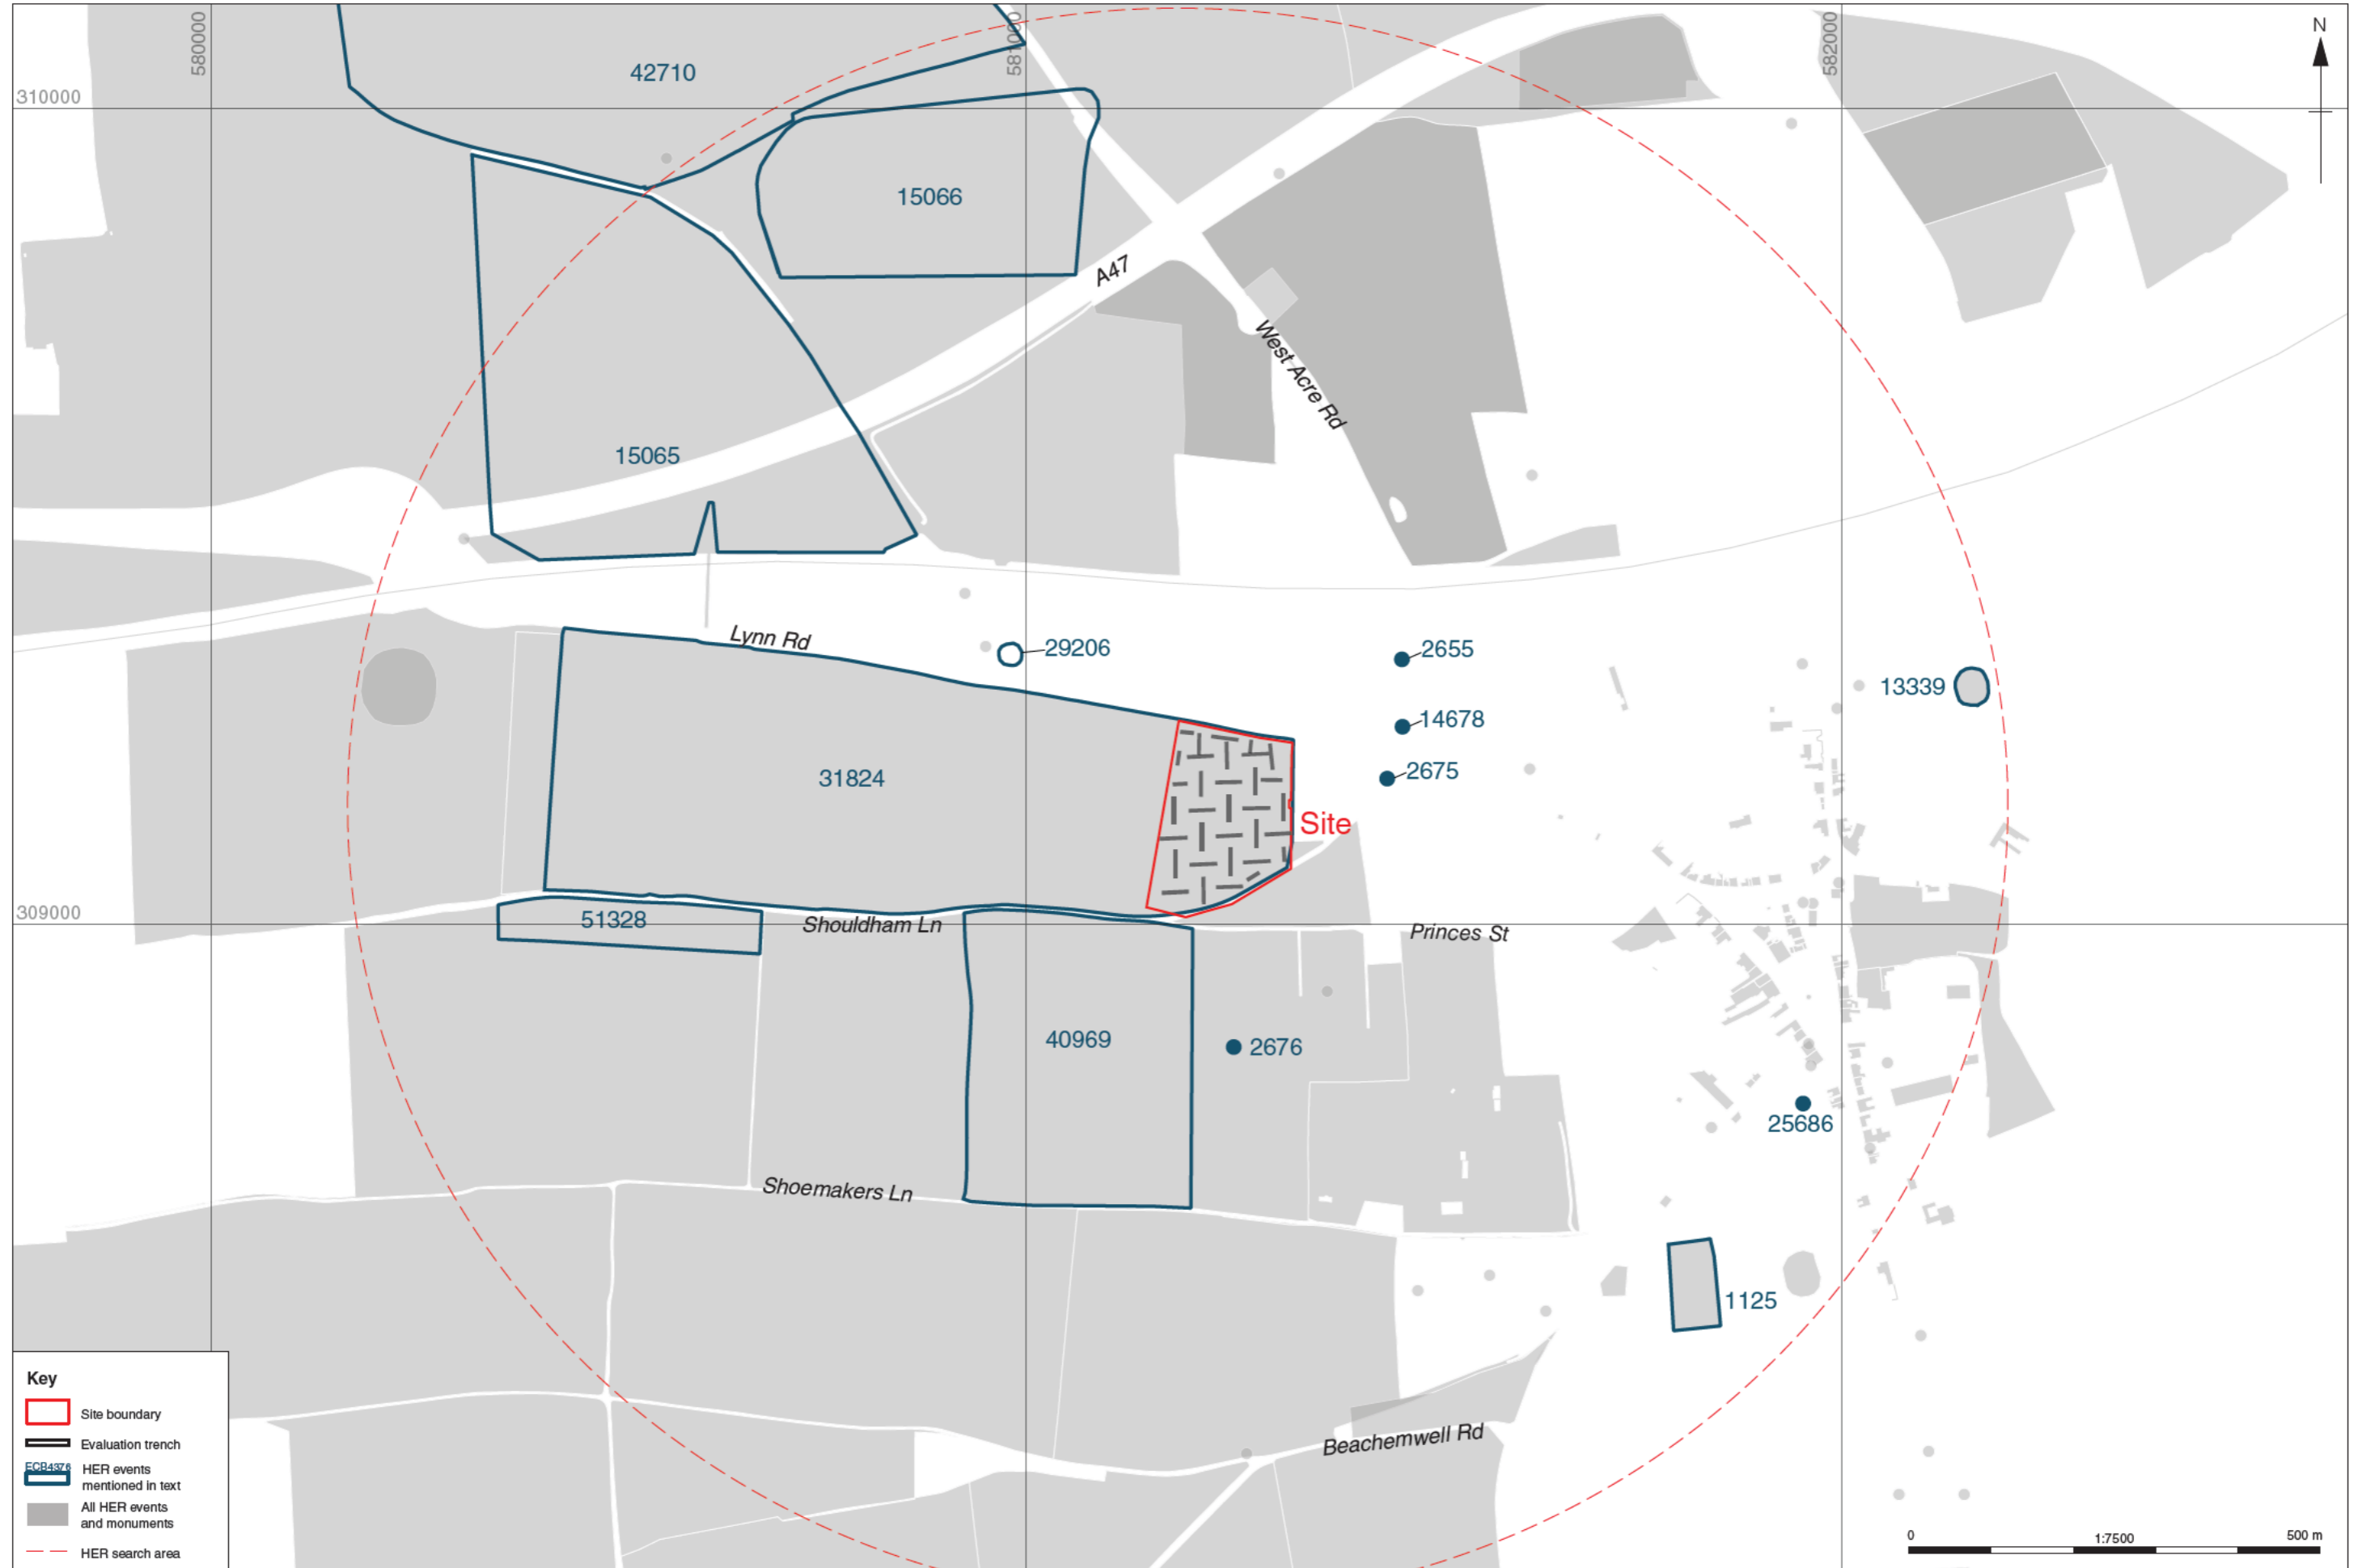 580000
581000
582000
N
310000
42710
15066
A47
West Acre Rd
15065
Lynn Rd
29206
2655
13339
14678
31824
2675
Site
309000
51328
Shouldham Ln
Princes St
40969
2676
25686
Shoemakers Ln
1125
Beachemwell Rd
Key
Site boundary
Evaluation trench
ECB4376
HER events
mentioned in text
All HER events
and monuments
HER search area
0
1:7500
500 m